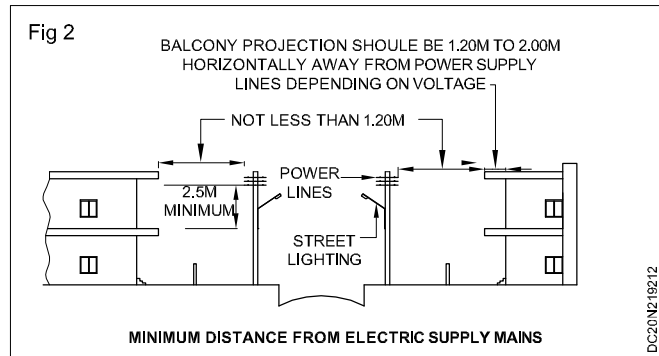 Fig 2
BALCONY PROJECTION SHOULE BE 1.20M TO 2.00M
HORIZONTALLY AWAY FROM POWER SUPPLY
LINES DEPENDING ON VOLTAGE
NOT LESS THAN 1.20M
POWER
LINES
2.5M
MINIMUM
STREET
LIGHTING
MINIMUM DISTANCE FROM ELECTRIC SUPPLY MAINS
DC20N219212